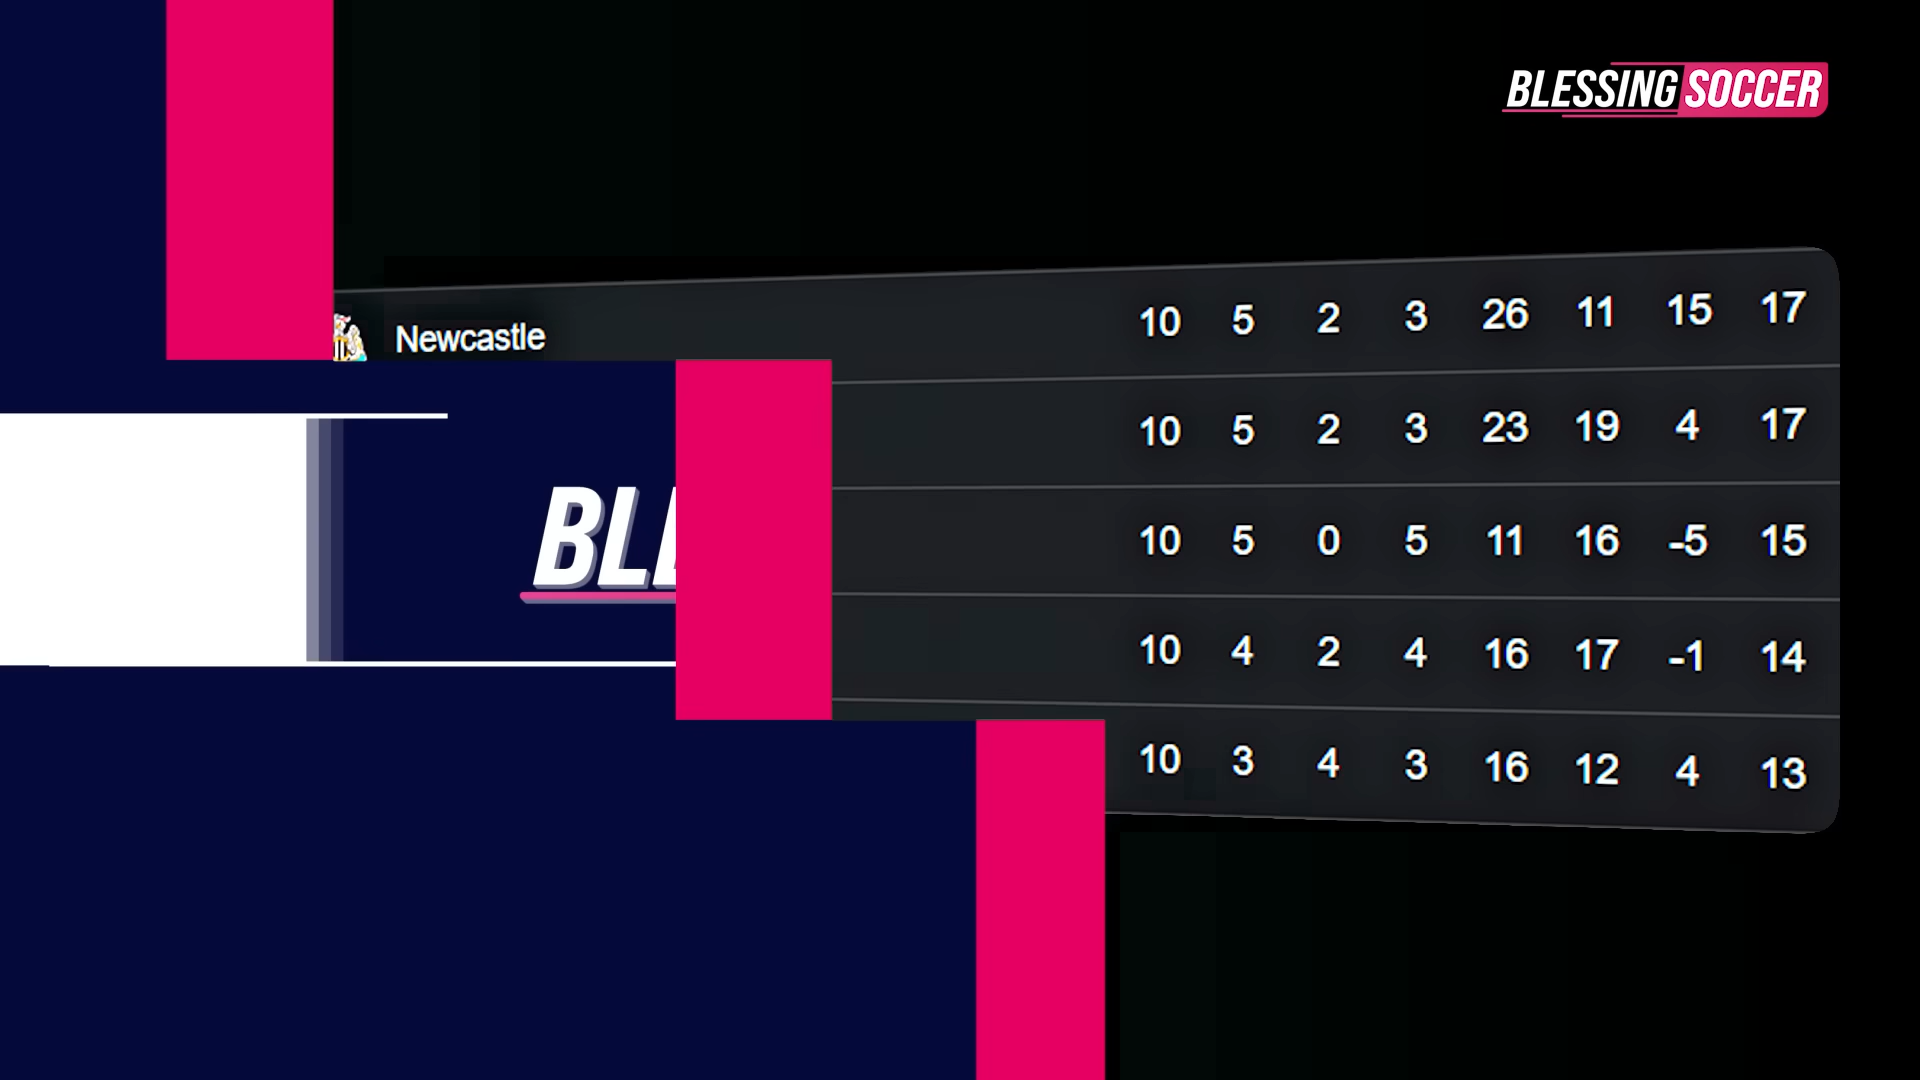 BLESSING SOCCER
Newcastle 10 5 2 3 26 11 15 17
10 5 2 3 23 19 4 17
BL
10 5 0 5 11 16 -5 15
10 4 2 4 16 17 -1 14
10 3 4 3 16 12 4 13